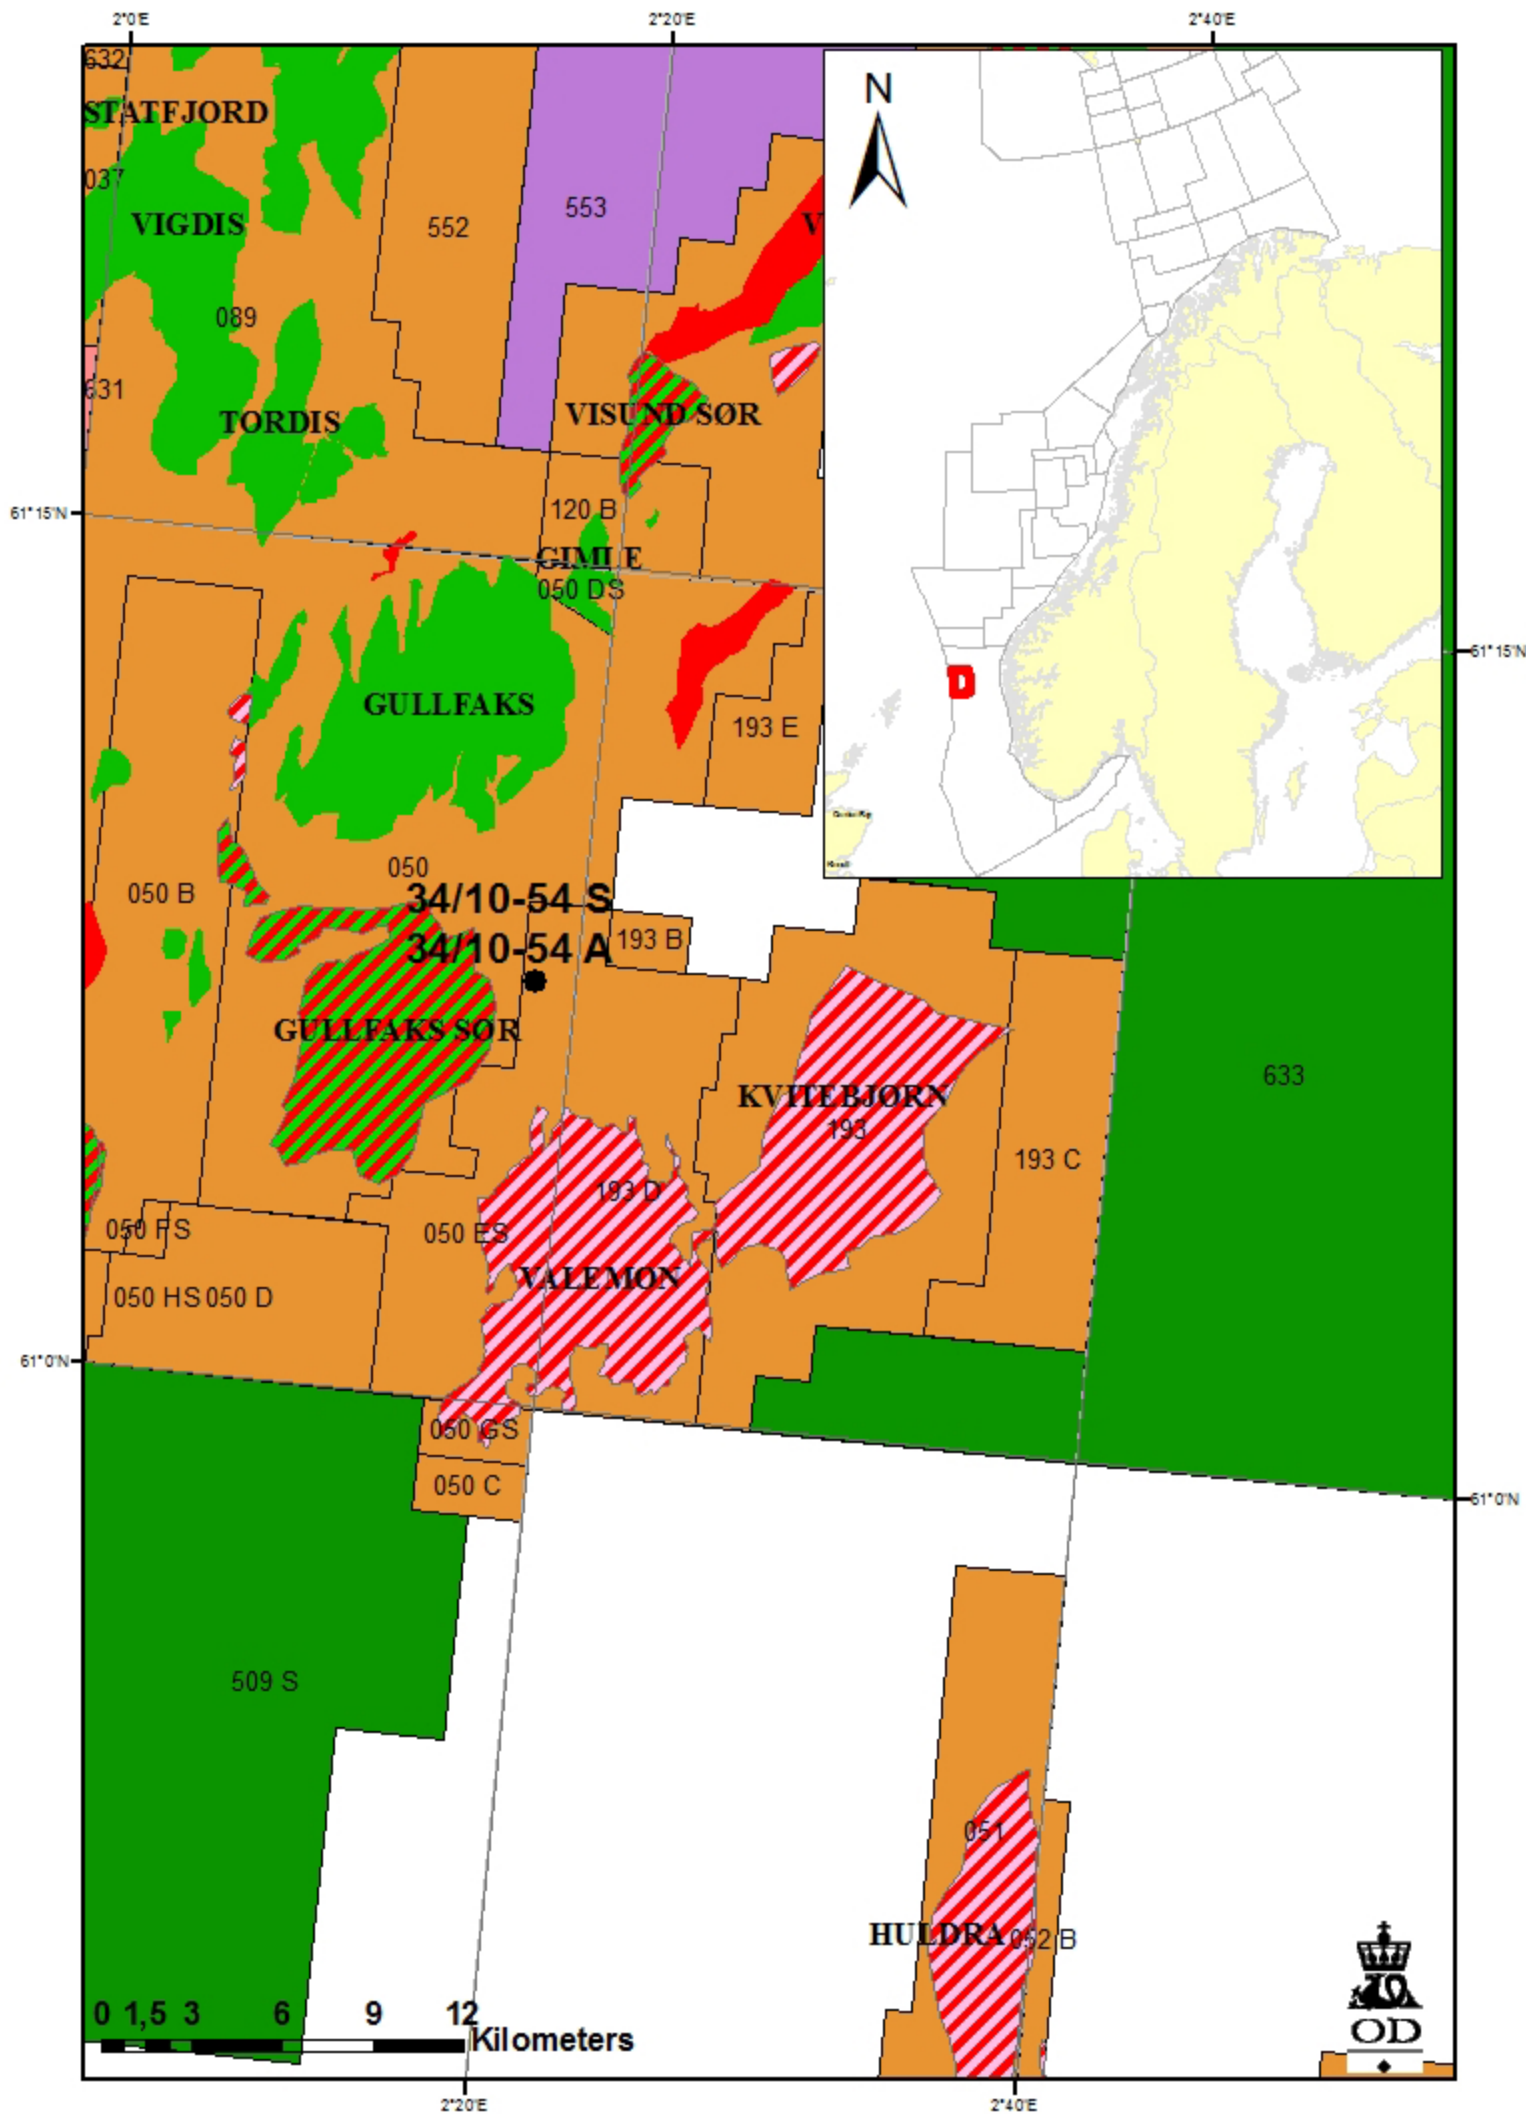 2°0'E 2°20'E 2°40'E
632
STATFJORD
N
037
553
VIGDIS
V
552
089
631
VISUND SØR
TORDIS
120 B
61°15'N
GIMLE
050 DS
61°15'N
GULLFAKS
193 E
050
050 B
34/10-54 S
193 B
34/10-54 A
GULLFAKS SØR
633
KVITEBJØRN
193
193 C
193 D
050 FS
050 ES
VALEMON
050 HS 050 D
61°0'N
050 GS
050 C
61°0'N
509 S
051
HULDRA
052 B
0 1,5 3 6 9 12
Kilometers
OD
2°20'E 2°40'E